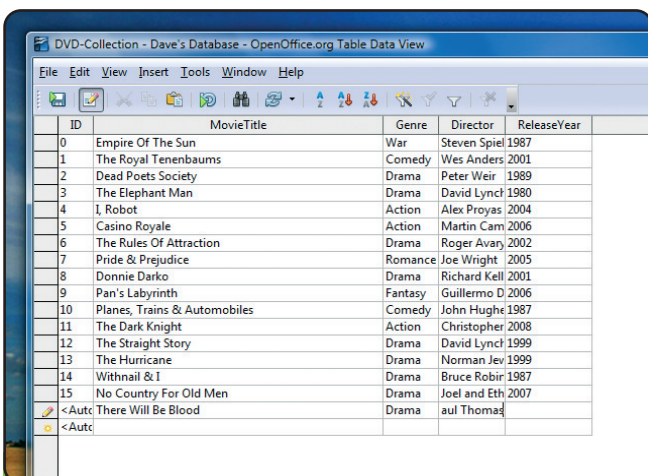 DVD-Collection - Dave's Database - OpenOffice.org Table Data View
File Edit View Insert Tools Window Help
ID MovieTitle Genre Director ReleaseYear
0 Empire Of The Sun War Steven Spiel 1987
1 The Royal Tenenbaums Comedy Wes Anders 2001
2 Dead Poets Society Drama Peter Weir 1989
3 The Elephant Man Drama David Lynch 1980
4 I, Robot Action Alex Proyas 2004
5 Casino Royale Action Martin Cam 2006
6 The Rules Of Attraction Drama Roger Avary 2002
7 Pride & Prejudice Romance Joe Wright 2005
8 Donnie Darko Drama Richard Kell 2001
9 Pan's Labyrinth Fantasy Guillermo D 2006
10 Planes, Trains & Automobiles Comedy John Hughe 1987
11 The Dark Knight Action Christopher 2008
12 The Straight Story Drama David Lynch 1999
13 The Hurricane Drama Norman Jew 1999
14 Withnail & I Drama Bruce Robin 1987
15 No Country For Old Men Drama Joel and Eth 2007
<Auto There Will Be Blood Drama aul Thomas
<Auto